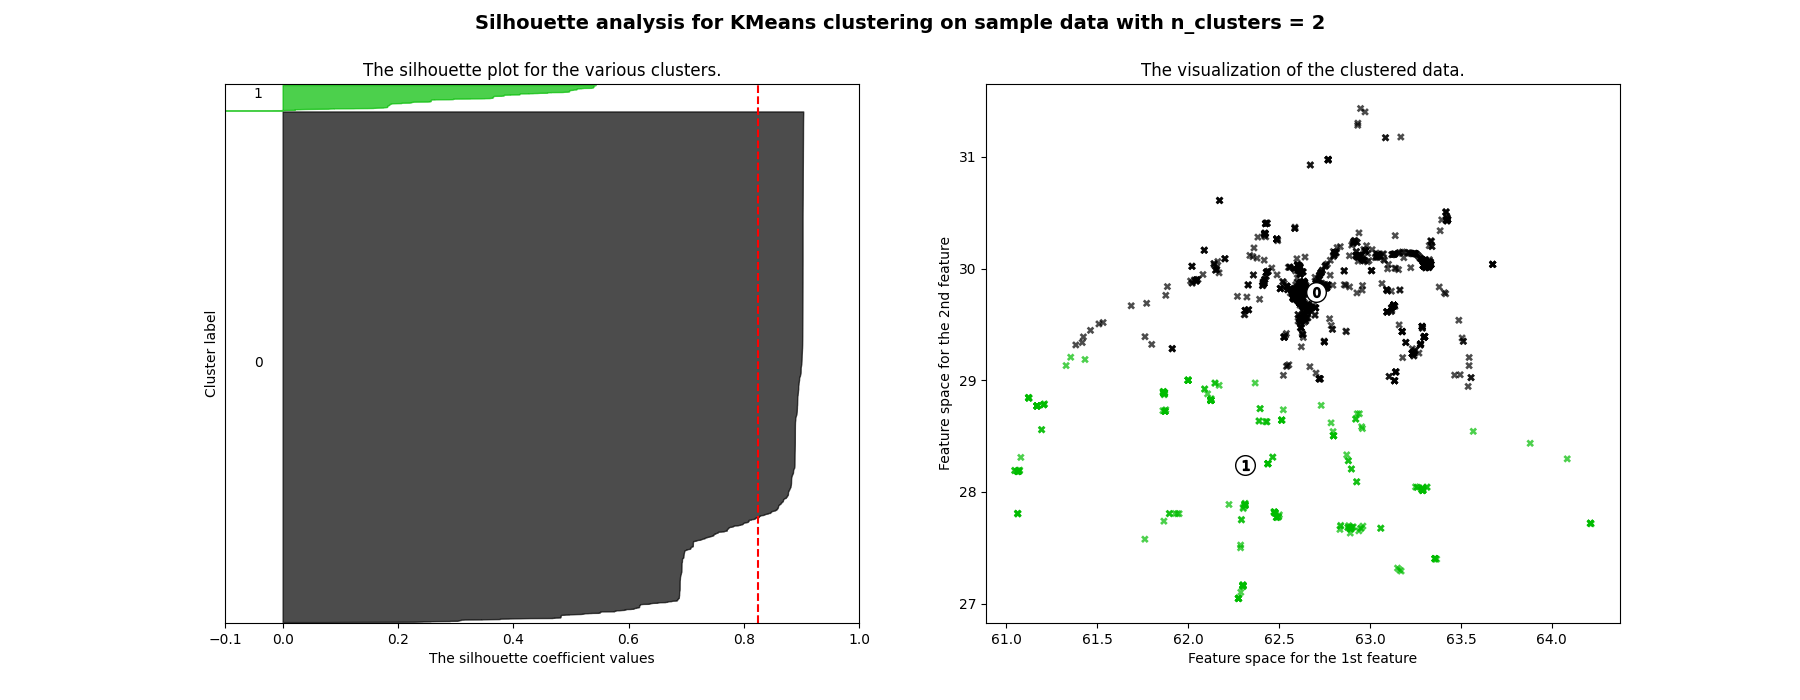 Silhouette analysis for KMeans clustering on sample data with n_clusters = 2
The silhouette plot for the various clusters.
1
0
Cluster label
−0.1 0.0 0.2 0.4 0.6 0.8 1.0
The silhouette coefficient values
The visualization of the clustered data.
31
30
29
28
27
Feature space for the 2nd feature
0
1
61.0 61.5 62.0 62.5 63.0 63.5 64.0
Feature space for the 1st feature